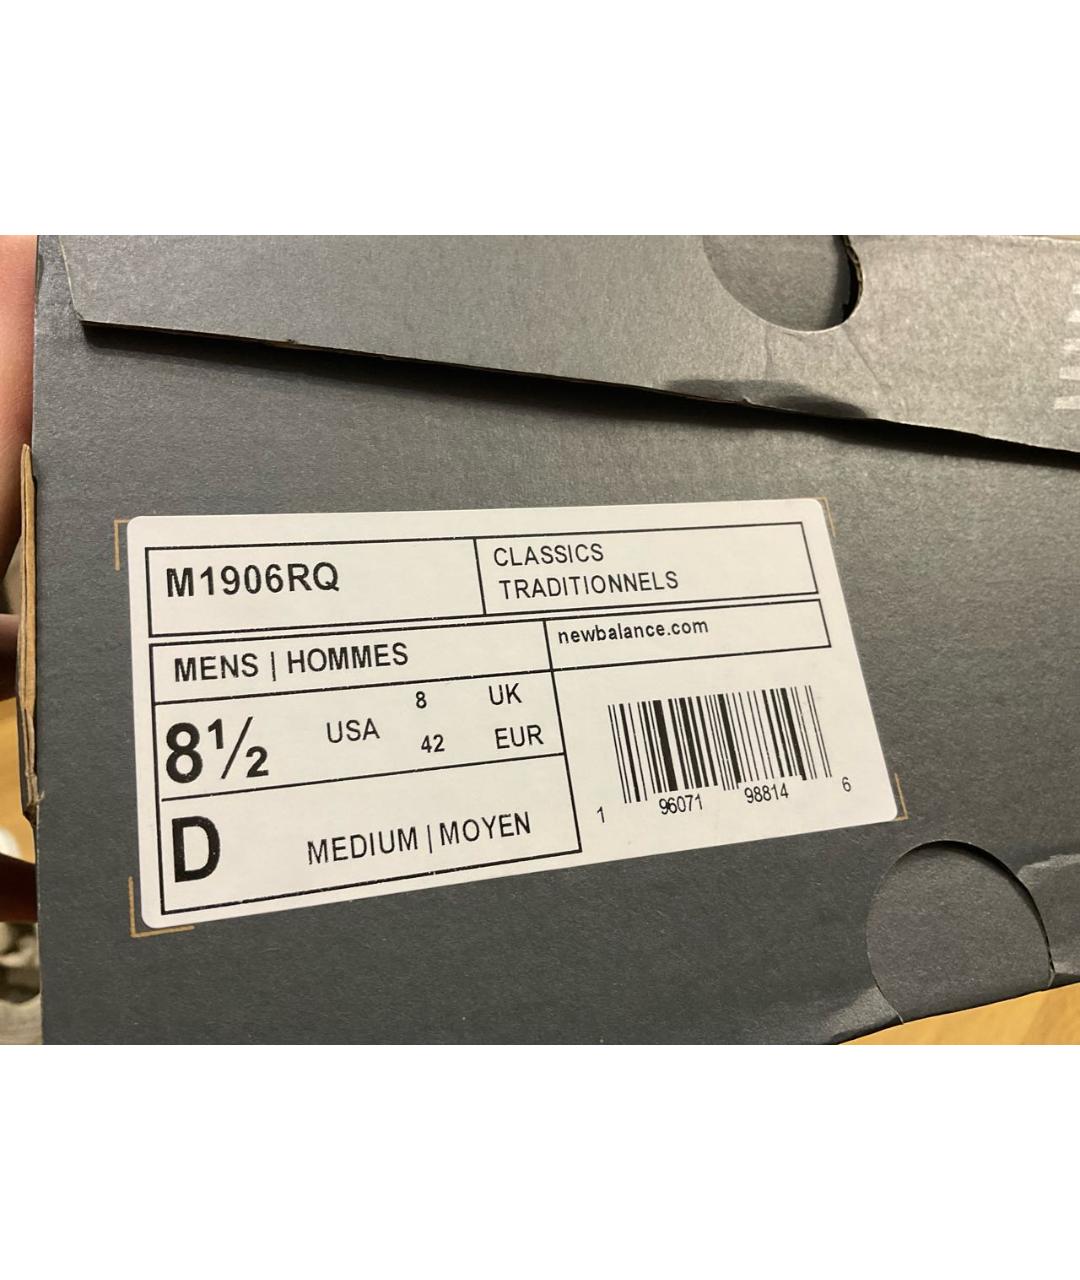 M1906RQ
CLASSICS
TRADITIONNELS
MENS | HOMMES
newbalance.com
8½ USA 8 UK
42 EUR
D MEDIUM | MOYEN
1 96071 98814 6